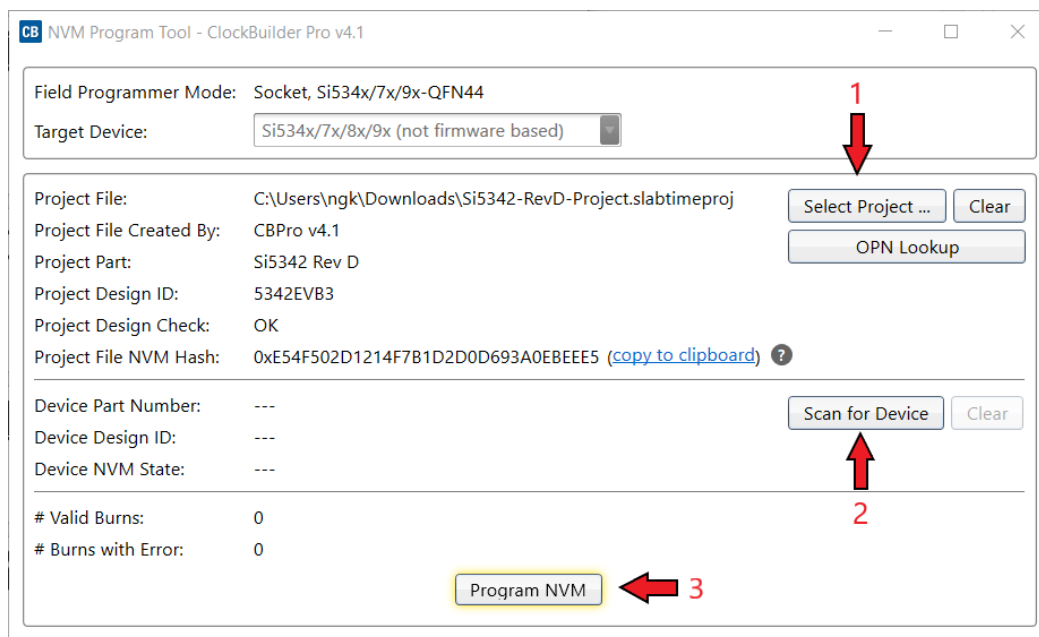 CB NVM Program Tool - ClockBuilder Pro v4.1
Field Programmer Mode: Socket, Si534x/7x/9x-QFN44
1
Target Device: Si534x/7x/8x/9x (not firmware based)
Project File: C:\Users\ngk\Downloads\Si5342-RevD-Project.slabtimeproj Select Project ... Clear
Project File Created By: CBPro v4.1
OPN Lookup
Project Part: Si5342 Rev D
Project Design ID: 5342EVB3
Project Design Check: OK
Project File NVM Hash: 0xE54F502D1214F7B1D2D0D693A0EBEEE5 (copy to clipboard) ?
Device Part Number: --- Scan for Device Clear
Device Design ID: ---
Device NVM State: ---
2
# Valid Burns: 0
# Burns with Error: 0
Program NVM 3